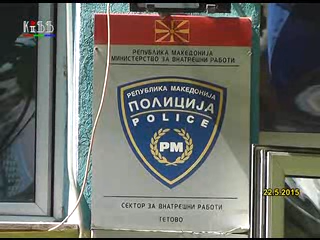 KiSS
РЕПУБЛИКА МАКЕДОНИЈА
МИНИСТЕРСТВО ЗА ВНАТРЕШНИ РАБОТИ
РЕПУБЛИКА МАКЕДОНИЈА
ПОЛИЦИЈА
POLICE
РМ
СЕКТОР ЗА ВНАТРЕШНИ РАБОТИ
ТЕТОВО
22.5.2015